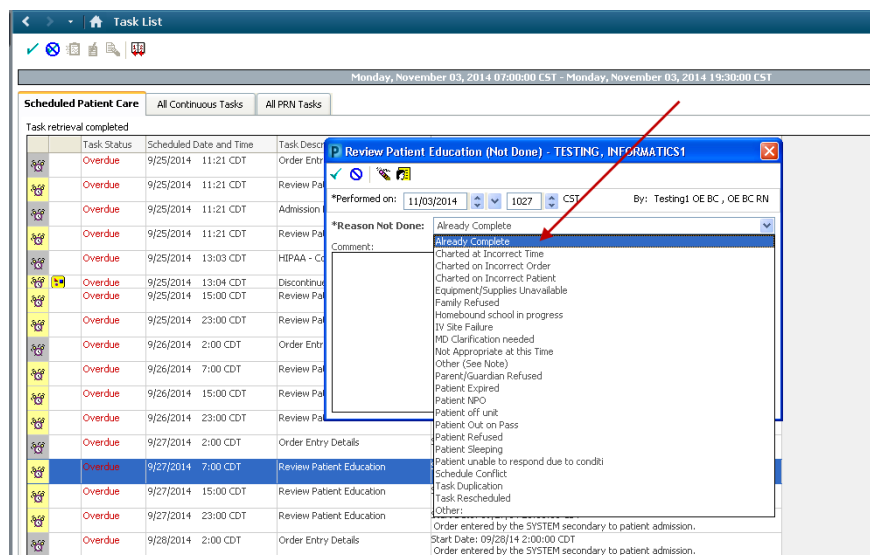 Task List
Monday, November 03, 2014 07:00:00 CST - Monday, November 03, 2014 19:30:00 CST
Scheduled Patient Care All Continuous Tasks All PRN Tasks
Task retrieval completed
Task Status Scheduled Date and Time Task Descr
Overdue 9/25/2014 11:21 CDT Order Entr
Overdue 9/25/2014 11:21 CDT Review Pa
Overdue 9/25/2014 11:21 CDT Admission
Overdue 9/25/2014 11:21 CDT Review Pa
Overdue 9/25/2014 13:03 CDT HIPAA - Co
Overdue 9/25/2014 13:04 CDT Discontinue
Overdue 9/25/2014 15:00 CDT Review Pa
Overdue 9/25/2014 23:00 CDT Review Pa
Overdue 9/26/2014 2:00 CDT Order Entr
Overdue 9/26/2014 7:00 CDT Review Pa
Overdue 9/26/2014 15:00 CDT Review Pa
Overdue 9/26/2014 23:00 CDT Review Pa
Overdue 9/27/2014 2:00 CDT Order Entry Details
Overdue 9/27/2014 7:00 CDT Review Patient Education
Overdue 9/27/2014 15:00 CDT Review Patient Education
Overdue 9/27/2014 23:00 CDT Review Patient Education
Order entered by the SYSTEM secondary to patient admission.
Overdue 9/28/2014 2:00 CDT Order Entry Details Start Date: 09/28/14 2:00:00 CDT
Order entered by the SYSTEM secondary to patient admission.
Review Patient Education (Not Done) - TESTING, INFORMATICS1
*Performed on: 11/03/2014 1027 CST By: Testing1 OE BC , OE BC RN
*Reason Not Done: Already Complete
Comment:
Already Complete
Charted at Incorrect Time
Charted on Incorrect Order
Charted on Incorrect Patient
Equipment/Supplies Unavailable
Family Refused
Homebound school in progress
IV Site Failure
MD Clarification needed
Not Appropriate at this Time
Other (See Note)
Parent/Guardian Refused
Patient Expired
Patient NPO
Patient off unit
Patient Out on Pass
Patient Refused
Patient Sleeping
Patient unable to respond due to conditi
Schedule Conflict
Task Duplication
Task Rescheduled
Other: